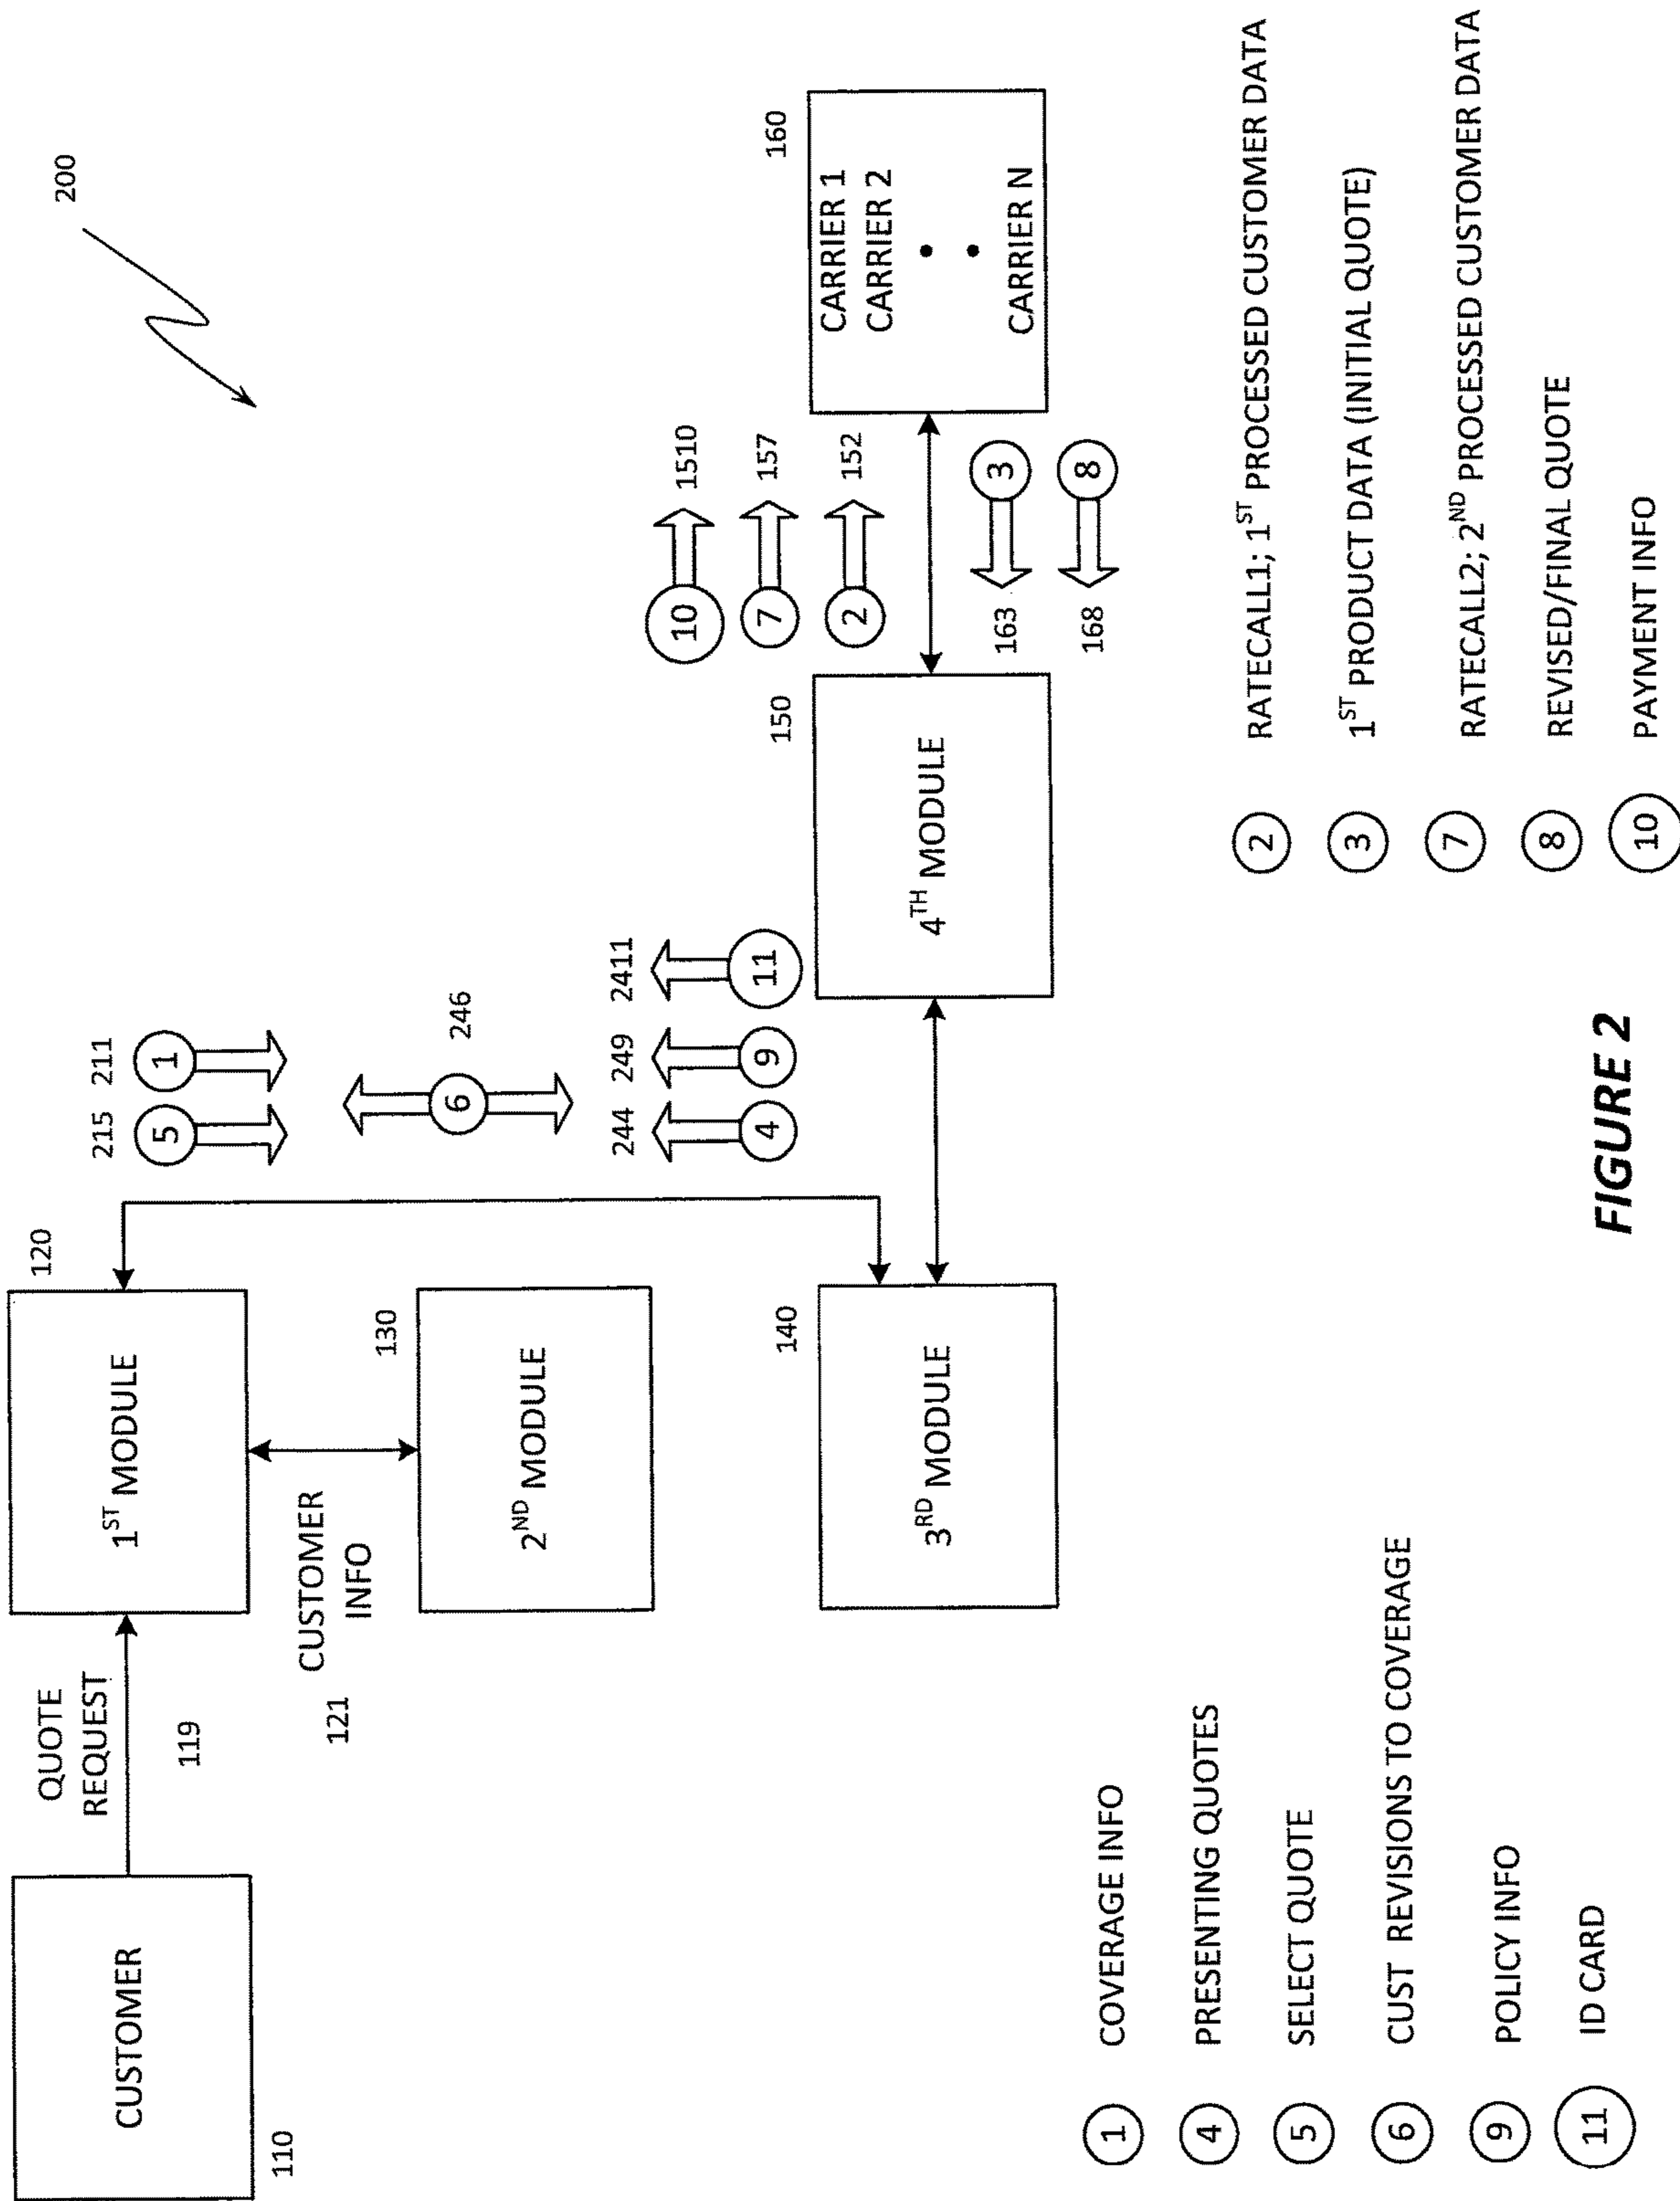 200
CUSTOMER
110
QUOTE
REQUEST
119
1ST MODULE
120
CUSTOMER
INFO
121
2ND MODULE
130
3RD MODULE
140
215
211
5
1
6
246
244
249
2411
4
9
11
4TH MODULE
150
10
1510
7
157
2
152
163
3
168
8
160
CARRIER 1
CARRIER 2
CARRIER N
1 COVERAGE INFO
4 PRESENTING QUOTES
5 SELECT QUOTE
6 CUST REVISIONS TO COVERAGE
9 POLICY INFO
11 ID CARD
2 RATECALL1; 1ST PROCESSED CUSTOMER DATA
3 1ST PRODUCT DATA (INITIAL QUOTE)
7 RATECALL2; 2ND PROCESSED CUSTOMER DATA
8 REVISED/FINAL QUOTE
10 PAYMENT INFO
FIGURE 2